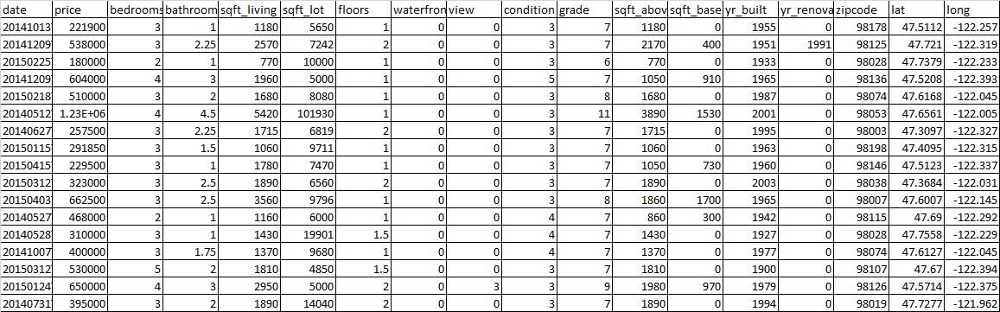 date price bedrooms bathroom sqft_living sqft_lot floors waterfron view condition grade sqft_abov sqft_base yr_built yr_renova zipcode lat long
20141013 221900 3 1 1180 5650 1 0 0 3 7 1180 0 1955 0 98178 47.5112 -122.257
20141209 538000 3 2.25 2570 7242 2 0 0 3 7 2170 400 1951 1991 98125 47.721 -122.319
20150225 180000 2 1 770 10000 1 0 0 3 6 770 0 1933 0 98028 47.7379 -122.233
20141209 604000 4 3 1960 5000 1 0 0 5 7 1050 910 1965 0 98136 47.5208 -122.393
20150218 510000 3 2 1680 8080 1 0 0 3 8 1680 0 1987 0 98074 47.6168 -122.045
20140512 1.23E+06 4 4.5 5420 101930 1 0 0 3 11 3890 1530 2001 0 98053 47.6561 -122.005
20140627 257500 3 2.25 1715 6819 2 0 0 3 7 1715 0 1995 0 98003 47.3097 -122.327
20150115 291850 3 1.5 1060 9711 1 0 0 3 7 1060 0 1963 0 98198 47.4095 -122.315
20150415 229500 3 1 1780 7470 1 0 0 3 7 1050 730 1960 0 98146 47.5123 -122.337
20150312 323000 3 2.5 1890 6560 2 0 0 3 7 1890 0 2003 0 98038 47.3684 -122.031
20150403 662500 3 2.5 3560 9796 1 0 0 3 8 1860 1700 1965 0 98007 47.6007 -122.145
20140527 468000 2 1 1160 6000 1 0 0 4 7 860 300 1942 0 98115 47.69 -122.292
20140528 310000 3 1 1430 19901 1.5 0 0 4 7 1430 0 1927 0 98028 47.7558 -122.229
20141007 400000 3 1.75 1370 9680 1 0 0 4 7 1370 0 1977 0 98074 47.6127 -122.045
20150312 530000 5 2 1810 4850 1.5 0 0 3 7 1810 0 1900 0 98107 47.67 -122.394
20150124 650000 4 3 2950 5000 2 0 3 3 9 1980 970 1979 0 98126 47.5714 -122.375
20140731 395000 3 2 1890 14040 2 0 0 3 7 1890 0 1994 0 98019 47.7277 -121.962